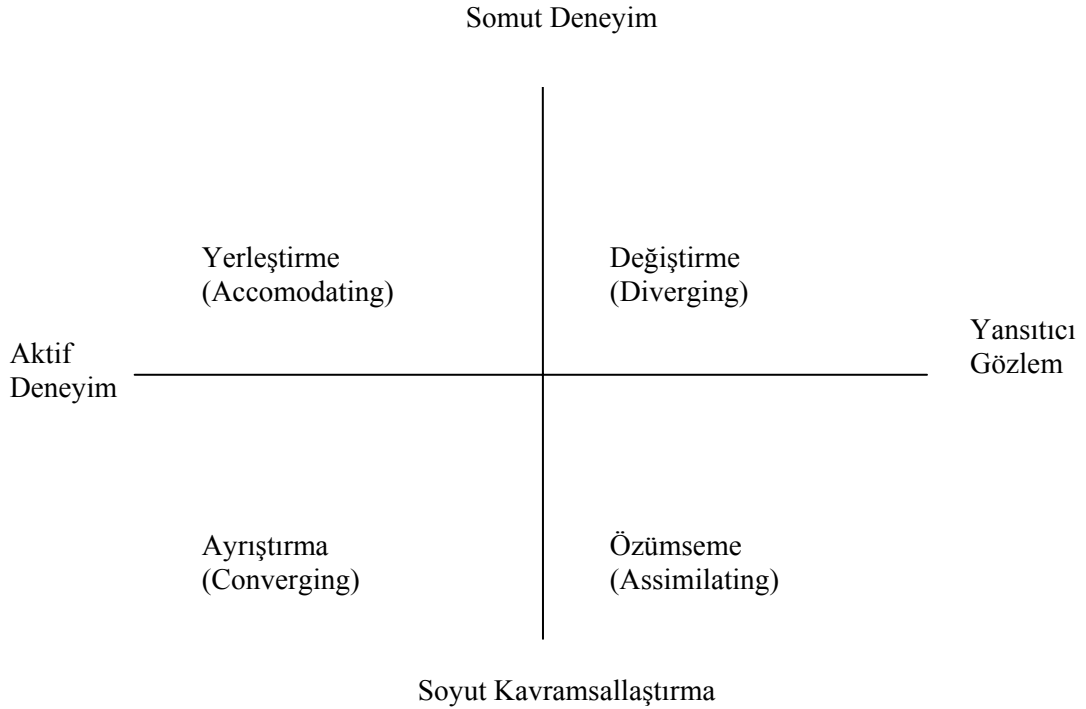 Somut Deneyim
Yerleştirme
(Accomodating)
Değiştirme
(Diverging)
Aktif
Deneyim
Yansıtıcı
Gözlem
Ayrıştırma
(Converging)
Özümseme
(Assimilating)
Soyut Kavramsallaştırma